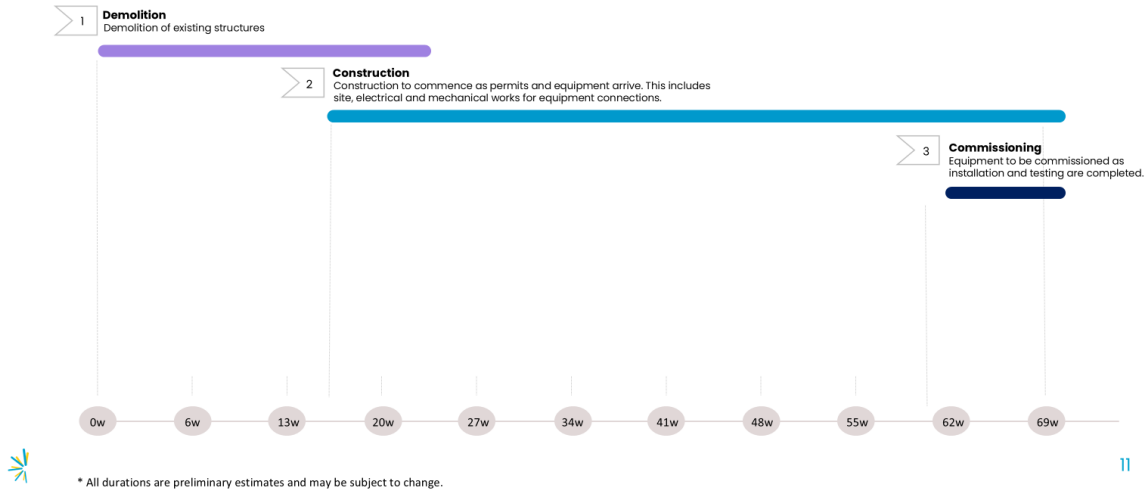 1
Demolition
Demolition of existing structures
2
Construction
Construction to commence as permits and equipment arrive. This includes
site, electrical and mechanical works for equipment connections.
3
Commissioning
Equipment to be commissioned as
installation and testing are completed.
0w 6w 13w 20w 27w 34w 41w 48w 55w 62w 69w
11
* All durations are preliminary estimates and may be subject to change.